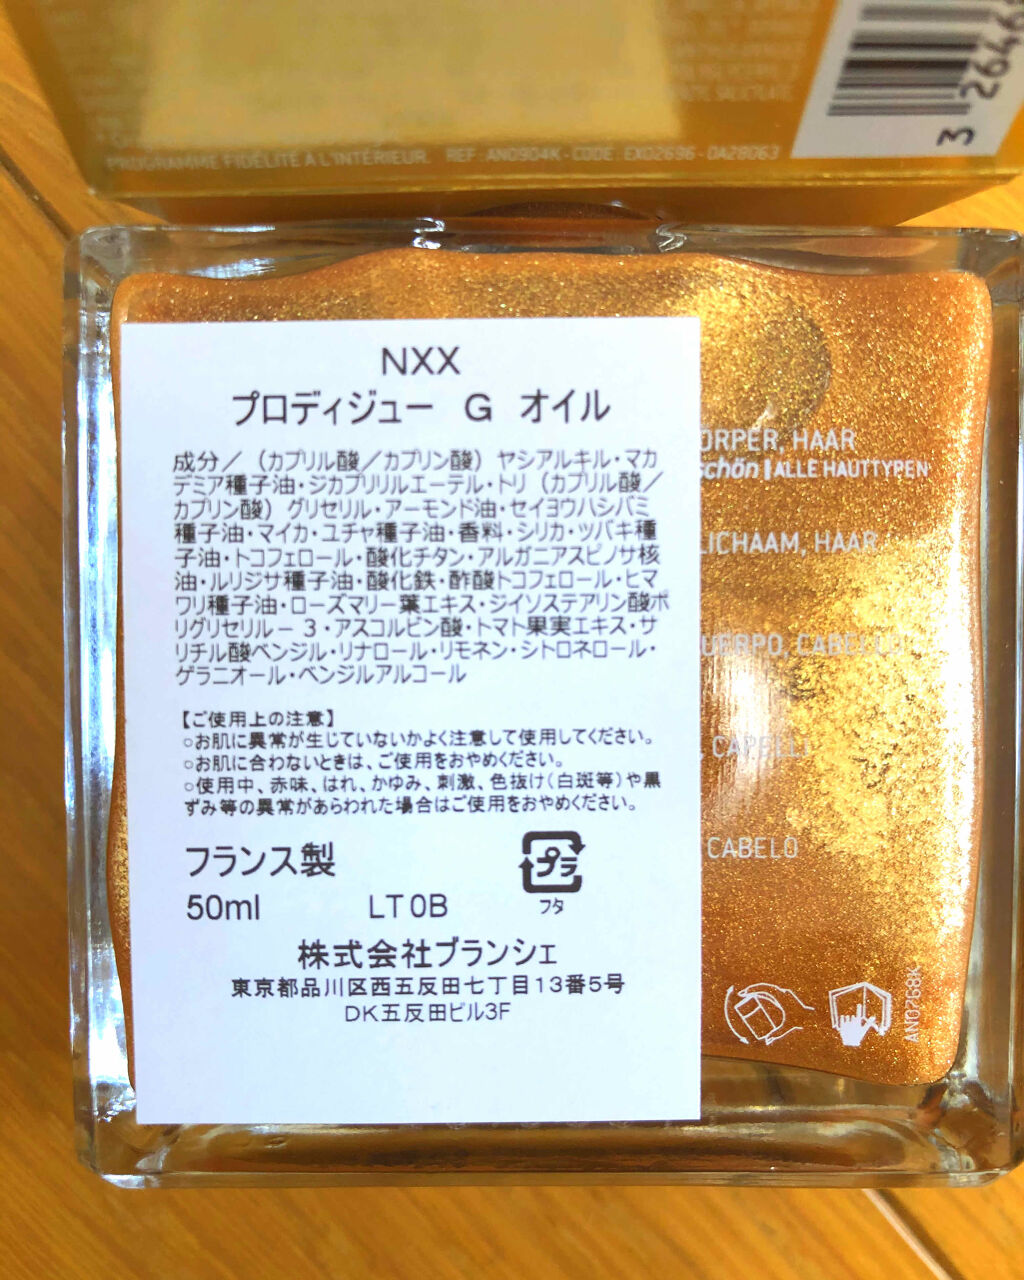 PROGRAMME FIDÉLITÉ À L'INTÉRIEUR. REF: AN0904K - CODE: EX02696 - OA28063
3 26468
NXX
プロディジュー G オイル
成分／（カプリル酸／カプリン酸）ヤシアルキル・マカ
デミア種子油・ジカプリリルエーテル・トリ（カプリル酸／
カプリン酸）グリセリル・アーモンド油・セイヨウハシバミ
種子油・マイカ・ユチャ種子油・香料・シリカ・ツバキ種
子油・トコフェロール・酸化チタン・アルガニアスピノサ核
油・ルリジサ種子油・酸化鉄・酢酸トコフェロール・ヒマ
ワリ種子油・ローズマリー葉エキス・ジイソステアリン酸ポ
リグリセリル－３・アスコルビン酸・トマト果実エキス・サ
リチル酸ベンジル・リナロール・リモネン・シトロネロール・
ゲラニオール・ベンジルアルコール
【ご使用上の注意】
○お肌に異常が生じていないかよく注意して使用してください。
○お肌に合わないときは、ご使用をおやめください。
○使用中、赤味、はれ、かゆみ、刺激、色抜け（白斑等）や黒
ずみ等の異常があらわれた場合はご使用をおやめください。
フランス製
プラ
50ml LT0B フタ
株式会社ブランシェ
東京都品川区西五反田七丁目13番5号
DK五反田ビル3F
ÖRPER, HAAR
schön | ALLE HAUTTYPEN
LICHAAM, HAAR
UERPO, CABELLO
, CAPELLI
CABELO
AN0268K